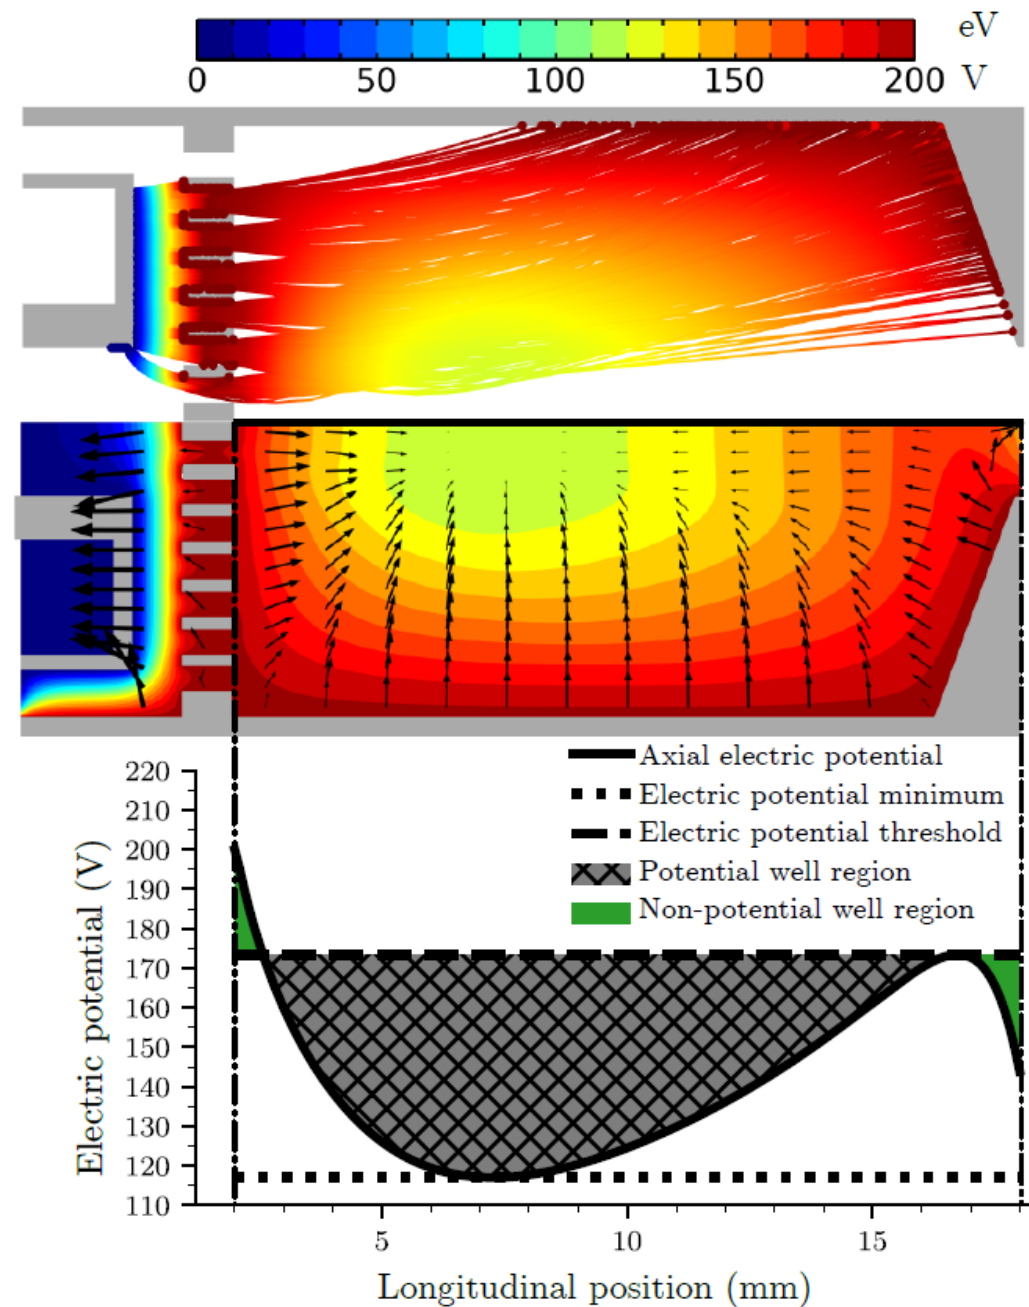 eV
0 50 100 150 200 V
Axial electric potential
Electric potential minimum
Electric potential threshold
Potential well region
Non-potential well region
220
210
200
190
180
170
160
150
140
130
120
110
Electric potential (V)
5 10 15
Longitudinal position (mm)